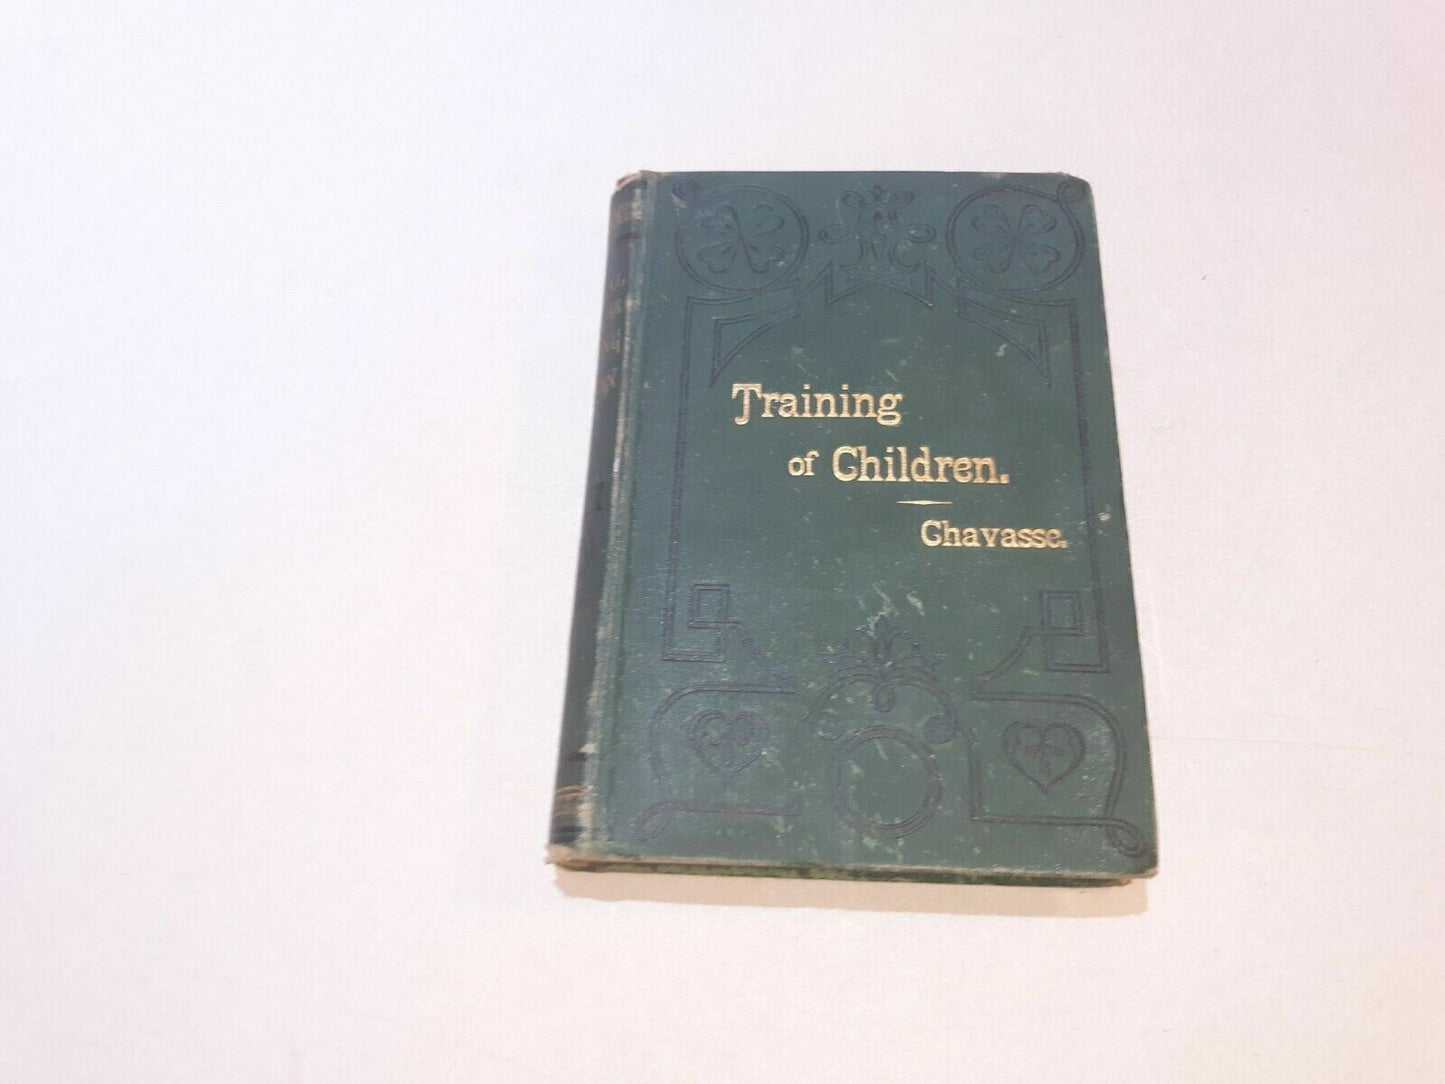 Training
of Children.
Chavasse.